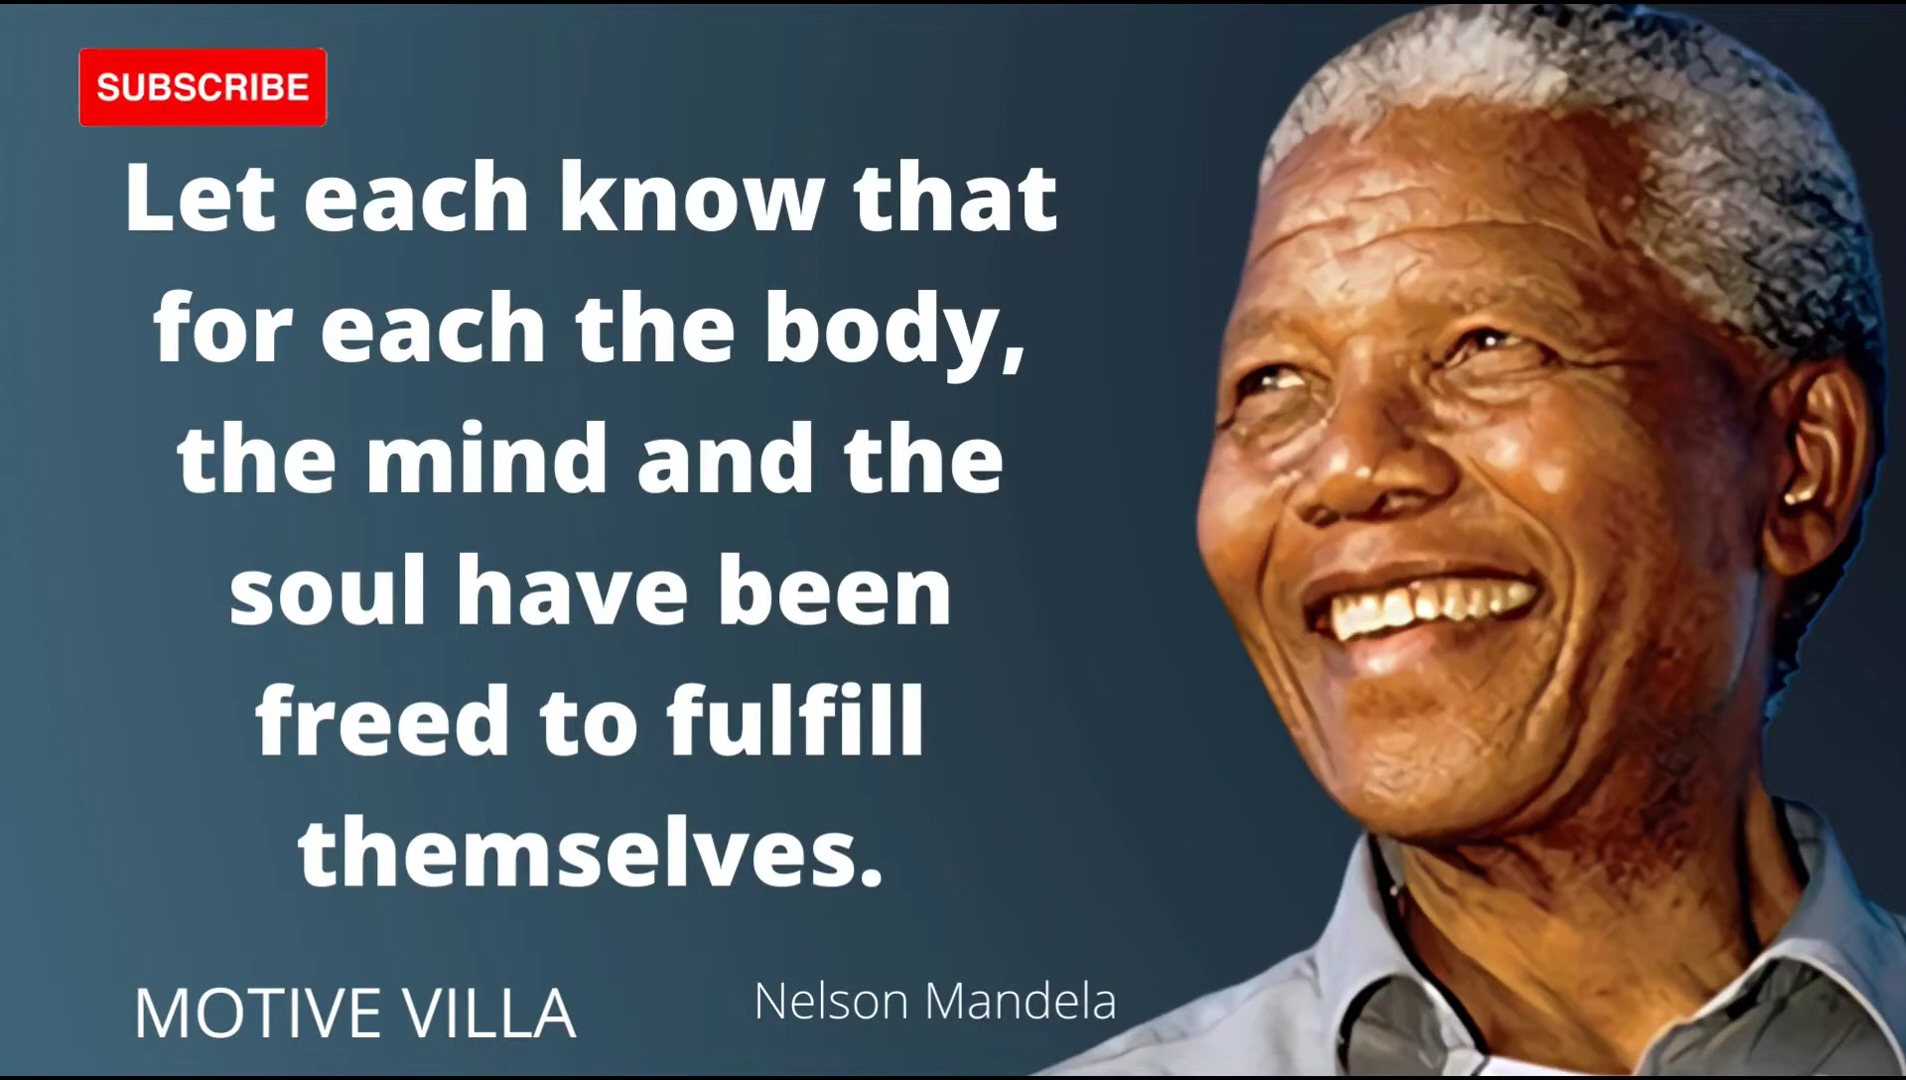 SUBSCRIBE
Let each know that
for each the body,
the mind and the
soul have been
freed to fulfill
themselves.
MOTIVE VILLA
Nelson Mandela